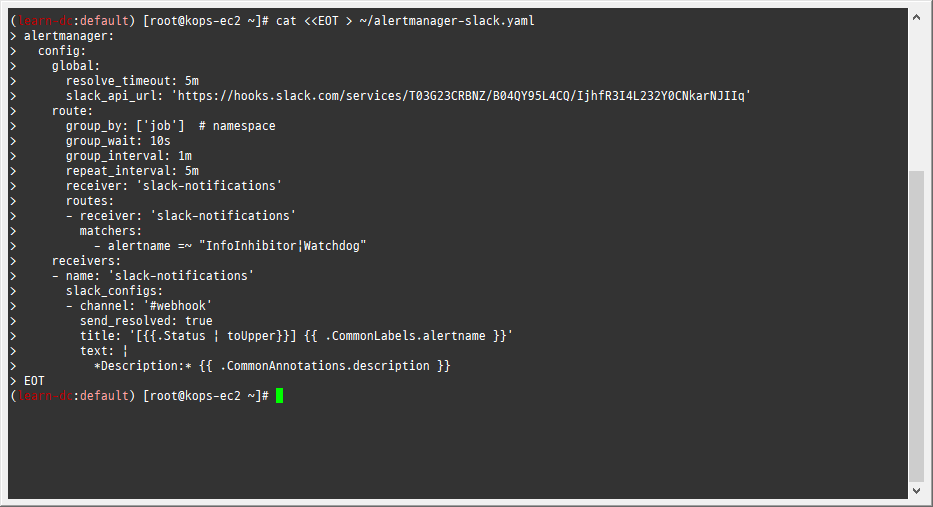 (learn-dt:default) [root@kops-ec2 ~]# cat <<EOT > ~/alertmanager-slack.yaml
> alertmanager:
>   config:
>     global:
>       resolve_timeout: 5m
>       slack_api_url: 'https://hooks.slack.com/services/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'
>     route:
>       group_by: ['job']  # namespace
>       group_wait: 10s
>       group_interval: 1m
>       repeat_interval: 5m
>       receiver: 'slack-notifications'
>       routes:
>       - receiver: 'slack-notifications'
>         matchers:
>           - alertname =~ "InfoInhibitor|Watchdog"
>     receivers:
>     - name: 'slack-notifications'
>       slack_configs:
>       - channel: '#webhook'
>         send_resolved: true
>         title: '[{{.Status | toUpper}}] {{ .CommonLabels.alertname }}'
>         text: |
>           *Description:* {{ .CommonAnnotations.description }}
> EOT
(learn-dt:default) [root@kops-ec2 ~]#